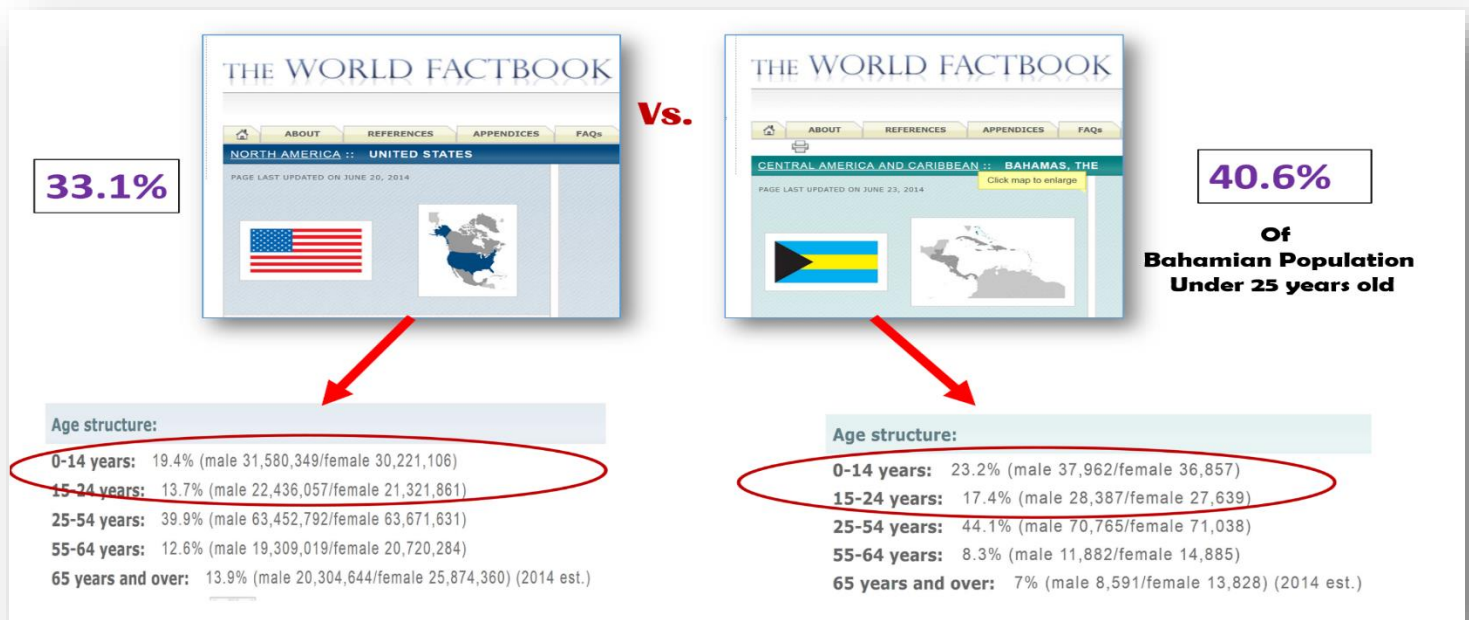 THE WORLD FACTBOOK
ABOUT REFERENCES APPENDICES FAQs
NORTH AMERICA :: UNITED STATES
PAGE LAST UPDATED ON JUNE 20, 2014
33.1%
Vs.
THE WORLD FACTBOOK
ABOUT REFERENCES APPENDICES FAQs
CENTRAL AMERICA AND CARIBBEAN :: BAHAMAS, THE
Click map to enlarge
PAGE LAST UPDATED ON JUNE 23, 2014
40.6%
Of
Bahamian Population
Under 25 years old
Age structure:
0-14 years: 19.4% (male 31,580,349/female 30,221,106)
15-24 years: 13.7% (male 22,436,057/female 21,321,861)
25-54 years: 39.9% (male 63,452,792/female 63,671,631)
55-64 years: 12.6% (male 19,309,019/female 20,720,284)
65 years and over: 13.9% (male 20,304,644/female 25,874,360) (2014 est.)
Age structure:
0-14 years: 23.2% (male 37,962/female 36,857)
15-24 years: 17.4% (male 28,387/female 27,639)
25-54 years: 44.1% (male 70,765/female 71,038)
55-64 years: 8.3% (male 11,882/female 14,885)
65 years and over: 7% (male 8,591/female 13,828) (2014 est.)